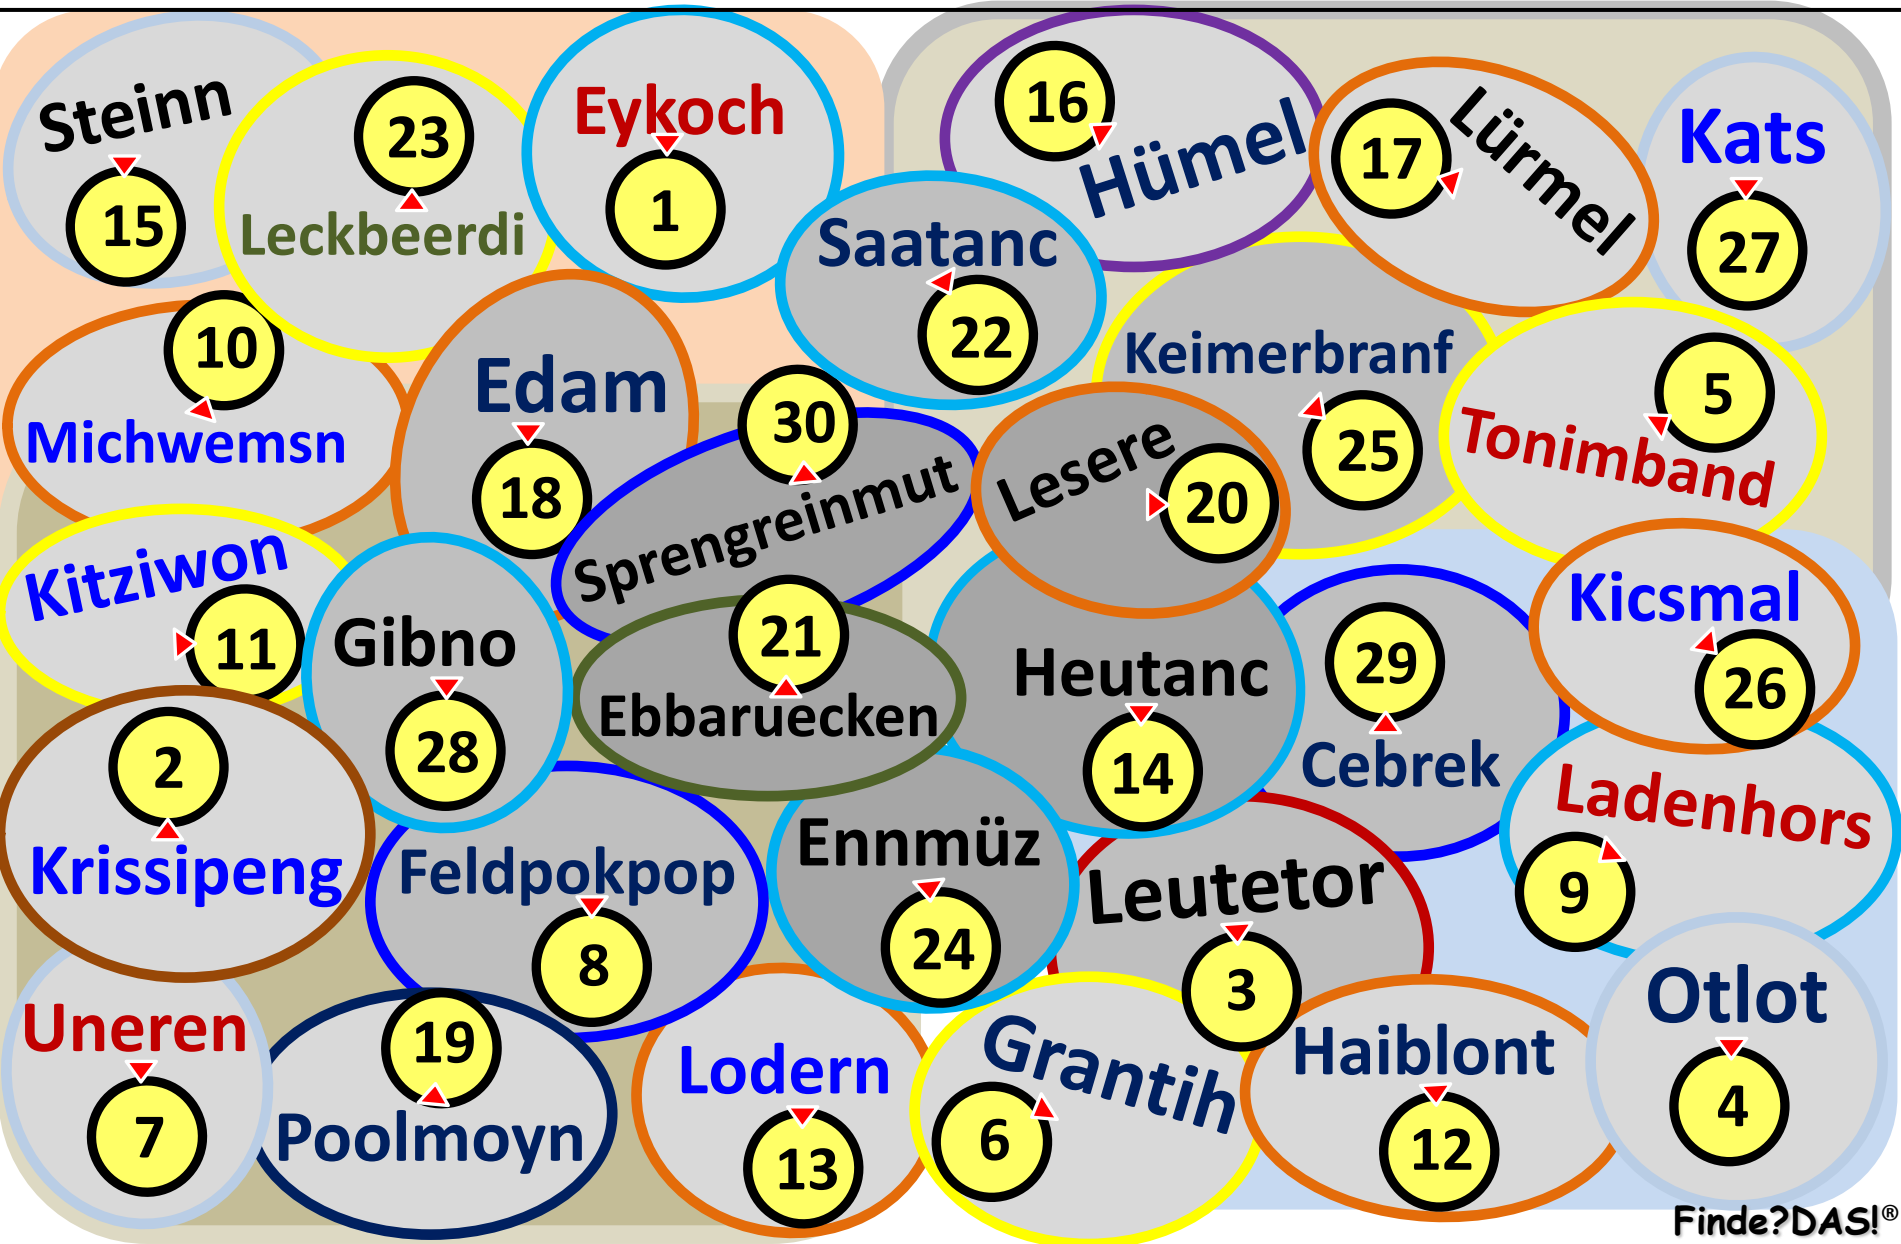 Steinn
15
23
Leckbeerdi
Eykoch
1
16
Hümel
17
Lürmel
Kats
27
Saatanc
22
10
Michwemsn
Edam
18
30
Sprengreinmut
Lesere
20
Keimerbranf
25
5
Tonimband
Kitziwon
11
Gibno
28
21
Ebbaruecken
Heutanc
14
29
Cebrek
Kicsmal
26
2
Krissipeng
Feldpokpop
8
Ennmüz
24
Leutetor
3
Ladenhors
9
Uneren
7
19
Poolmoyn
Lodern
13
Grantih
6
Haiblont
12
Otlot
4
Finde?DAS!®